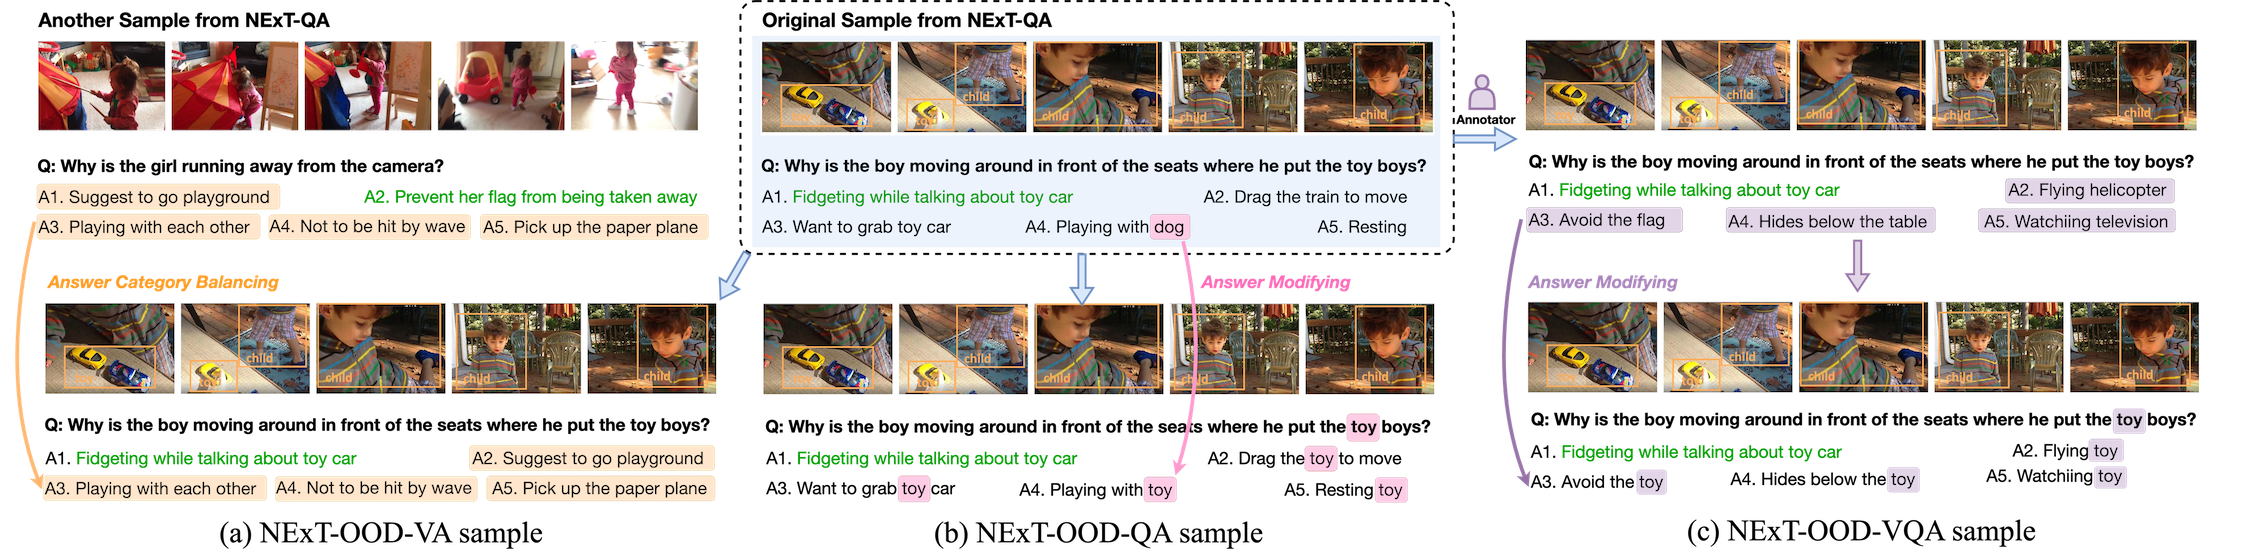 Another Sample from NExT-QA
Q: Why is the girl running away from the camera?
A1. Suggest to go playground
A2. Prevent her flag from being taken away
A3. Playing with each other
A4. Not to be hit by wave
A5. Pick up the paper plane
Answer Category Balancing
child
child
child
child
Q: Why is the boy moving around in front of the seats where he put the toy boys?
A1. Fidgeting while talking about toy car
A2. Suggest to go playground
A3. Playing with each other
A4. Not to be hit by wave
A5. Pick up the paper plane
(a) NExT-OOD-VA sample
Original Sample from NExT-QA
child
child
child
child
Q: Why is the boy moving around in front of the seats where he put the toy boys?
A1. Fidgeting while talking about toy car
A2. Drag the train to move
A3. Want to grab toy car
A4. Playing with dog
A5. Resting
Answer Modifying
child
child
child
child
Q: Why is the boy moving around in front of the seats where he put the toy boys?
A1. Fidgeting while talking about toy car
A2. Drag the toy to move
A3. Want to grab toy car
A4. Playing with toy
A5. Resting toy
(b) NExT-OOD-QA sample
Annotator
child
child
child
child
Q: Why is the boy moving around in front of the seats where he put the toy boys?
A1. Fidgeting while talking about toy car
A2. Flying helicopter
A3. Avoid the flag
A4. Hides below the table
A5. Watchiing television
Answer Modifying
child
child
child
child
Q: Why is the boy moving around in front of the seats where he put the toy boys?
A1. Fidgeting while talking about toy car
A2. Flying toy
A3. Avoid the toy
A4. Hides below the toy
A5. Watchiing toy
(c) NExT-OOD-VQA sample